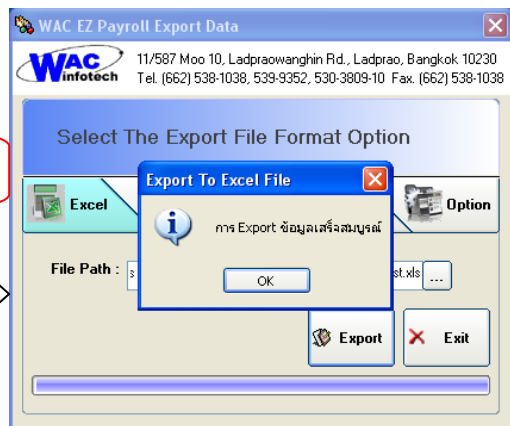 WAC EZ Payroll Export Data
WAC
infotech
11/587 Moo 10, Ladpraowanghin Rd., Ladprao, Bangkok 10230
Tel. (662) 538-1038, 539-9352, 530-3809-10 Fax. (662) 538-1038
Select The Export File Format Option
Export To Excel File
Excel
Option
การ Export ข้อมูลเสร็จสมบูรณ์
File Path :
s
st.xls
...
OK
Export
Exit